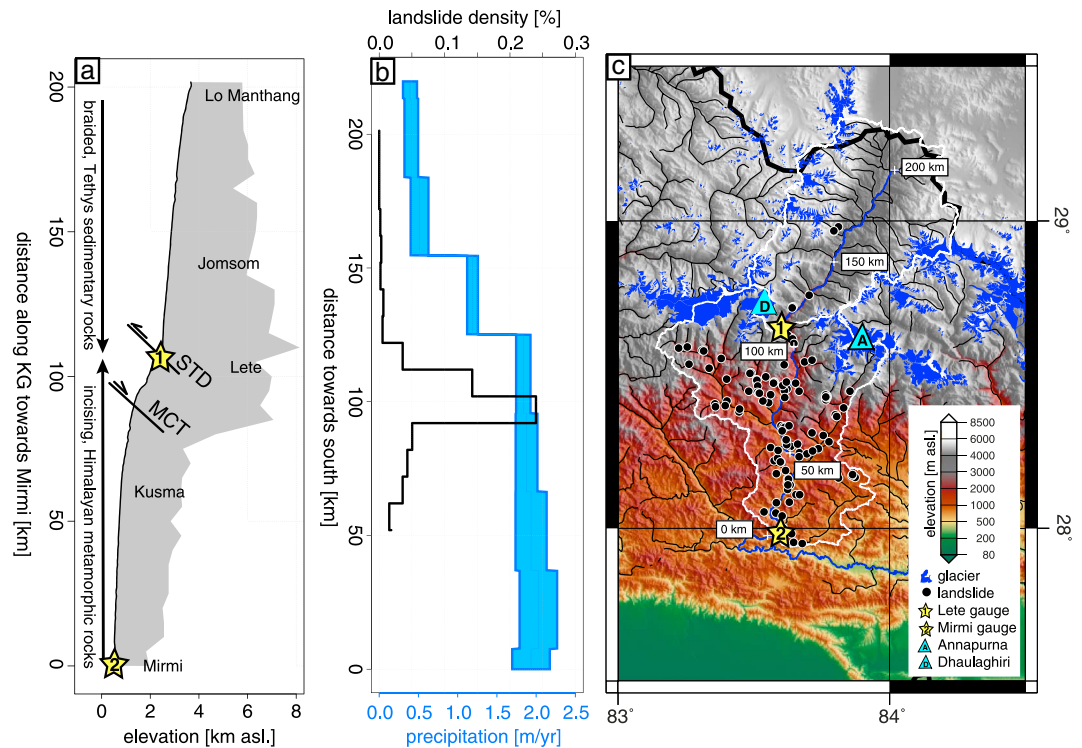 a
200
150
100
50
0
distance along KG towards Mirmi [km]
braided, Tethys sedimentary rocks
incising, Himalayan metamorphic rocks
Lo Manthang
Jomsom
Lete
Kusma
Mirmi
STD
MCT
1
2
0 2 4 6 8
elevation [km asl.]
landslide density [%]
0.0 0.1 0.2 0.3
b
200
150
100
50
0
distance towards south [km]
0.0 0.5 1.0 1.5 2.0 2.5
precipitation [m/yr]
c
200 km
150 km
100 km
50 km
0 km
D
A
1
2
29°
28°
83°
84°
elevation [m asl.]
8500
6000
4000
3000
2000
1000
500
200
80
glacier
landslide
1 Lete gauge
2 Mirmi gauge
A Annapurna
D Dhaulaghiri